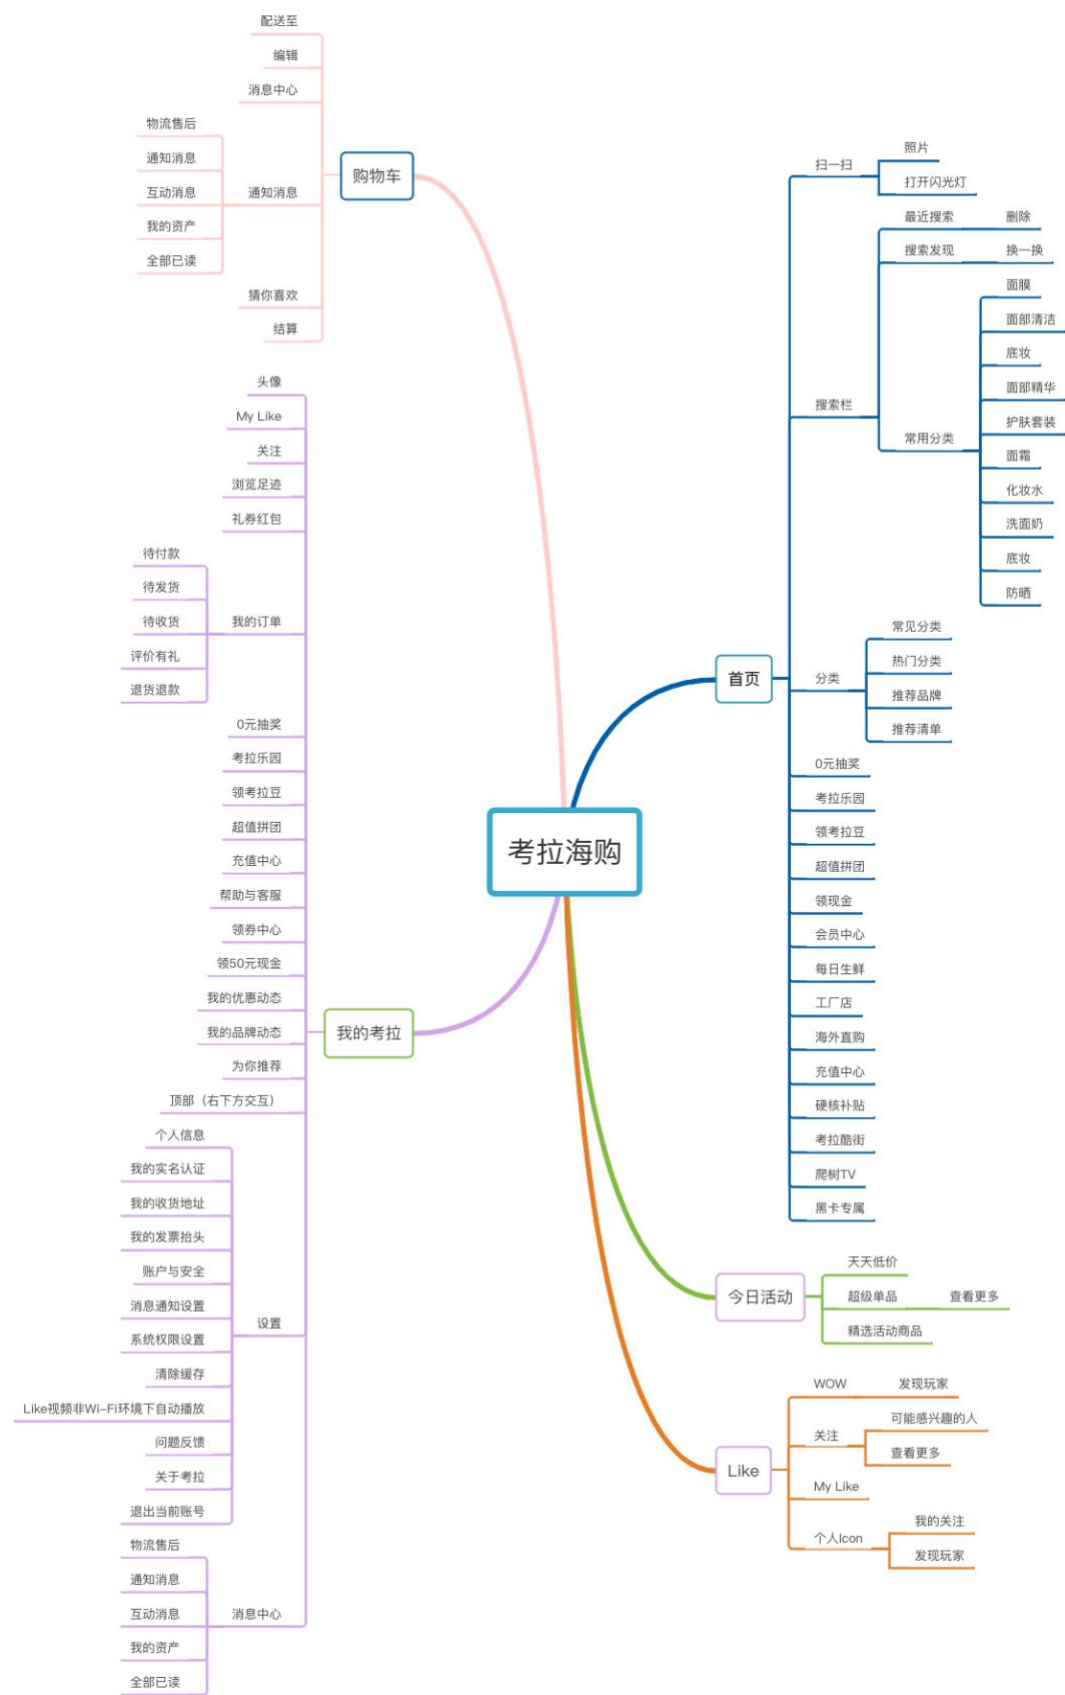 考拉海购
首页
扫一扫
照片
打开闪光灯
搜索栏
最近搜索
删除
搜索发现
换一换
常用分类
面膜
面部清洁
底妆
面部精华
护肤套装
面霜
化妆水
洗面奶
底妆
防晒
分类
常见分类
热门分类
推荐品牌
推荐清单
0元抽奖
考拉乐园
领考拉豆
超值拼团
领现金
会员中心
每日生鲜
工厂店
海外直购
充值中心
硬核补贴
考拉酷街
爬树TV
黑卡专属
今日活动
天天低价
超级单品
查看更多
精选活动商品
Like
WOW
发现玩家
关注
可能感兴趣的人
查看更多
My Like
个人Icon
我的关注
发现玩家
购物车
配送至
编辑
消息中心
通知消息
物流售后
通知消息
互动消息
我的资产
全部已读
猜你喜欢
结算
我的考拉
头像
My Like
关注
浏览足迹
礼券红包
我的订单
待付款
待发货
待收货
评价有礼
退货退款
0元抽奖
考拉乐园
领考拉豆
超值拼团
充值中心
帮助与客服
领券中心
领50元现金
我的优惠动态
我的品牌动态
为你推荐
顶部（右下方交互）
设置
个人信息
我的实名认证
我的收货地址
我的发票抬头
账户与安全
消息通知设置
系统权限设置
清除缓存
Like视频非Wi-Fi环境下自动播放
问题反馈
关于考拉
退出当前账号
消息中心
物流售后
通知消息
互动消息
我的资产
全部已读